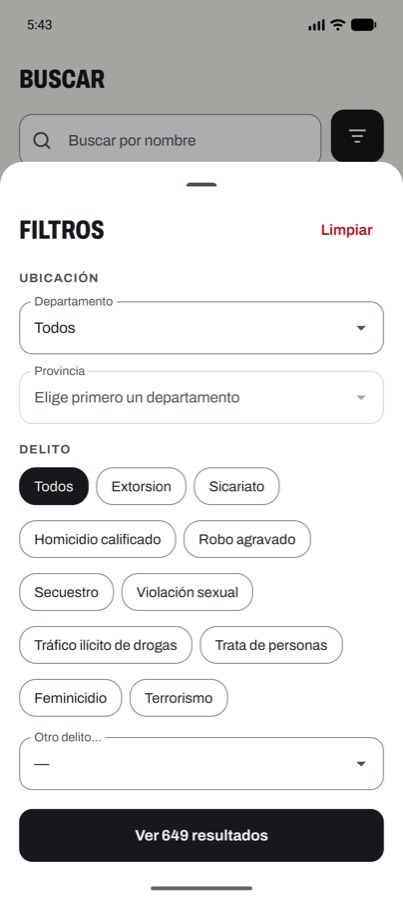 5:43
BUSCAR
Buscar por nombre
FILTROS
Limpiar
UBICACIÓN
Departamento
Todos
Provincia
Elige primero un departamento
DELITO
Todos
Extorsion
Sicariato
Homicidio calificado
Robo agravado
Secuestro
Violación sexual
Tráfico ilícito de drogas
Trata de personas
Feminicidio
Terrorismo
Otro delito...
—
Ver 649 resultados